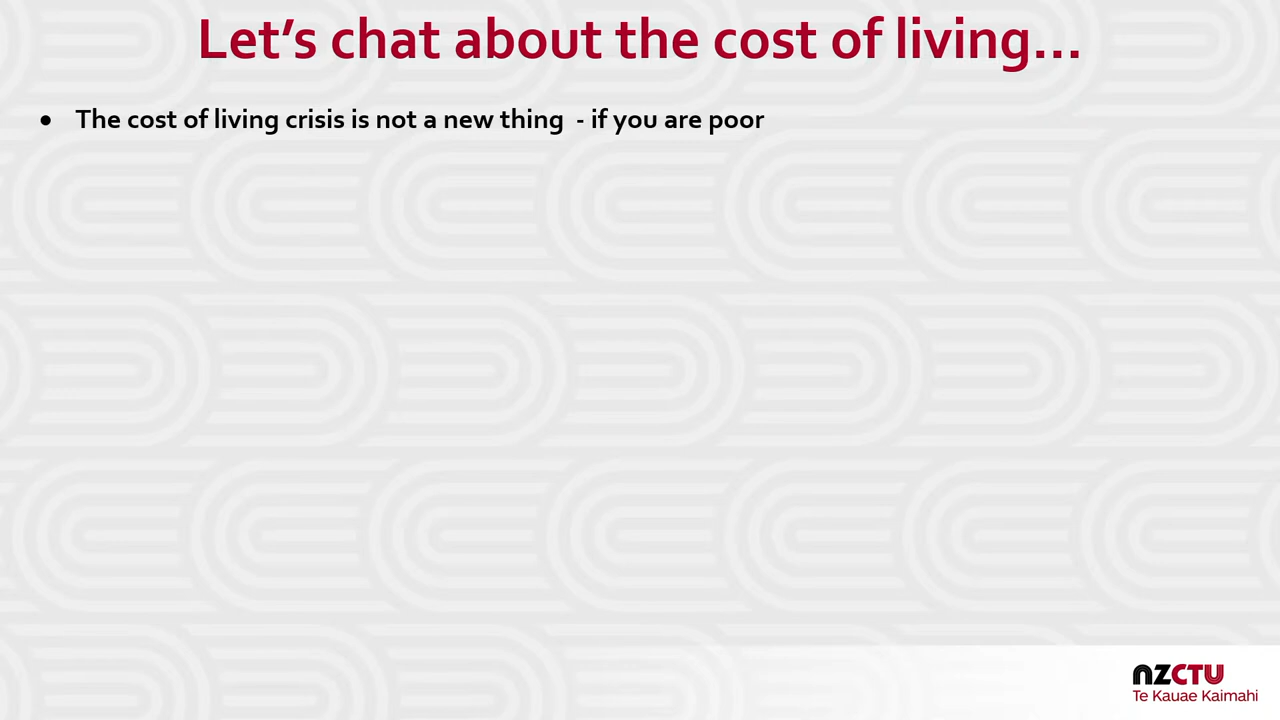 Let’s chat about the cost of living...
• The cost of living crisis is not a new thing  - if you are poor
NZCTU
Te Kauae Kaimahi